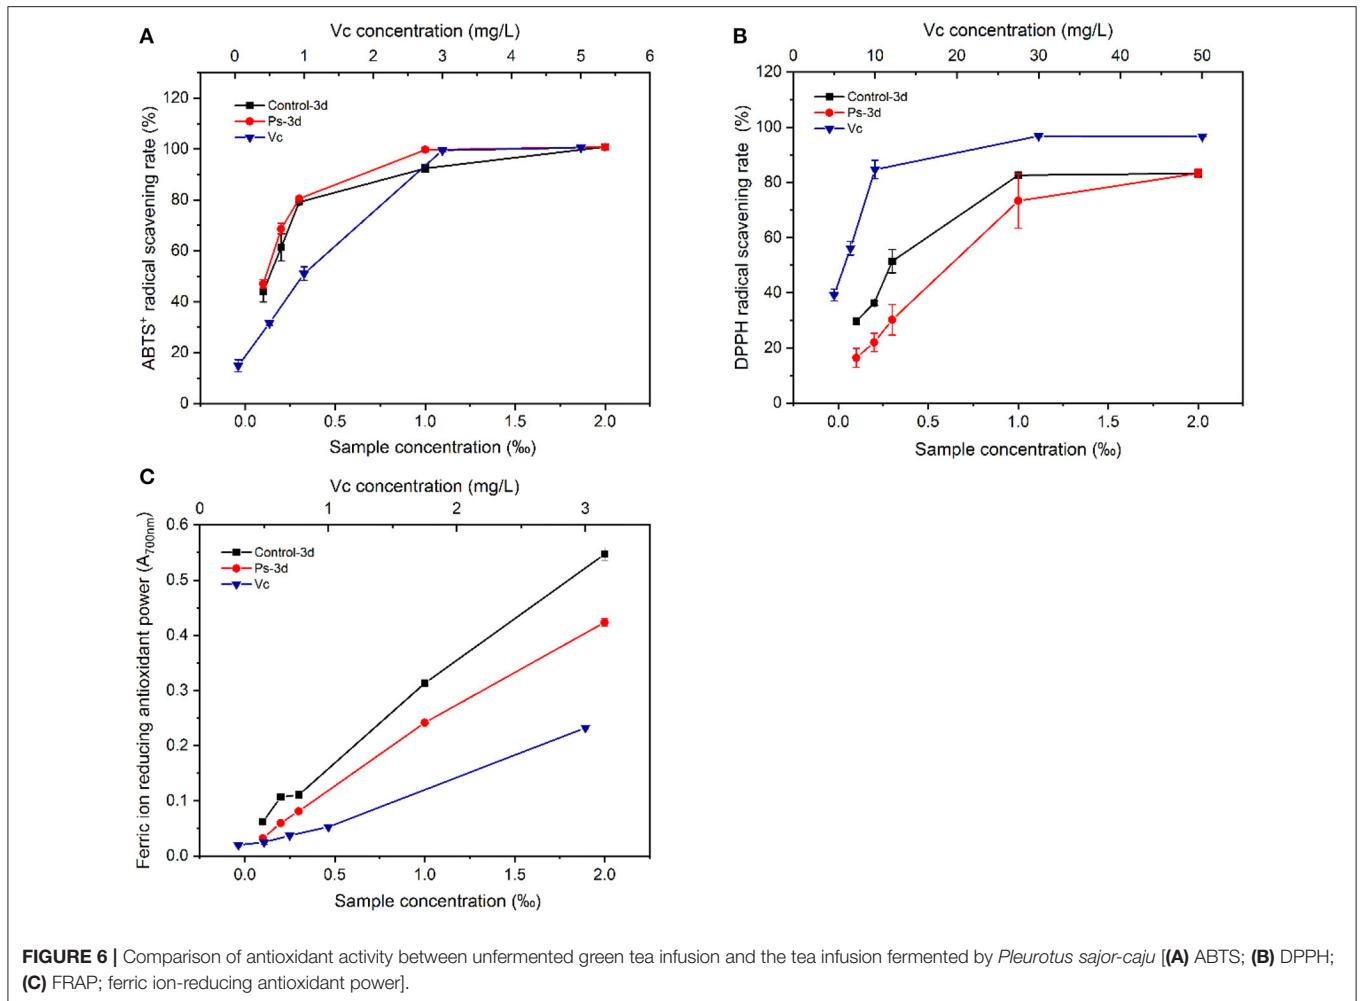 A
Vc concentration (mg/L)
0 1 2 3 4 5 6
120
100
80
60
40
20
0
ABTS⁺ radical scavening rate (%)
Control-3d
Ps-3d
Vc
0.0 0.5 1.0 1.5 2.0
Sample concentration (‰)
B
Vc concentration (mg/L)
0 10 20 30 40 50
120
100
80
60
40
20
0
DPPH radical scavening rate (%)
Control-3d
Ps-3d
Vc
0.0 0.5 1.0 1.5 2.0
Sample concentration (‰)
C
Vc concentration (mg/L)
0 1 2 3
0.6
0.5
0.4
0.3
0.2
0.1
0.0
Ferric ion reducing antioxidant power (A700nm)
Control-3d
Ps-3d
Vc
0.0 0.5 1.0 1.5 2.0
Sample concentration (‰)
FIGURE 6 | Comparison of antioxidant activity between unfermented green tea infusion and the tea infusion fermented by Pleurotus sajor-caju [(A) ABTS; (B) DPPH;
(C) FRAP; ferric ion-reducing antioxidant power].